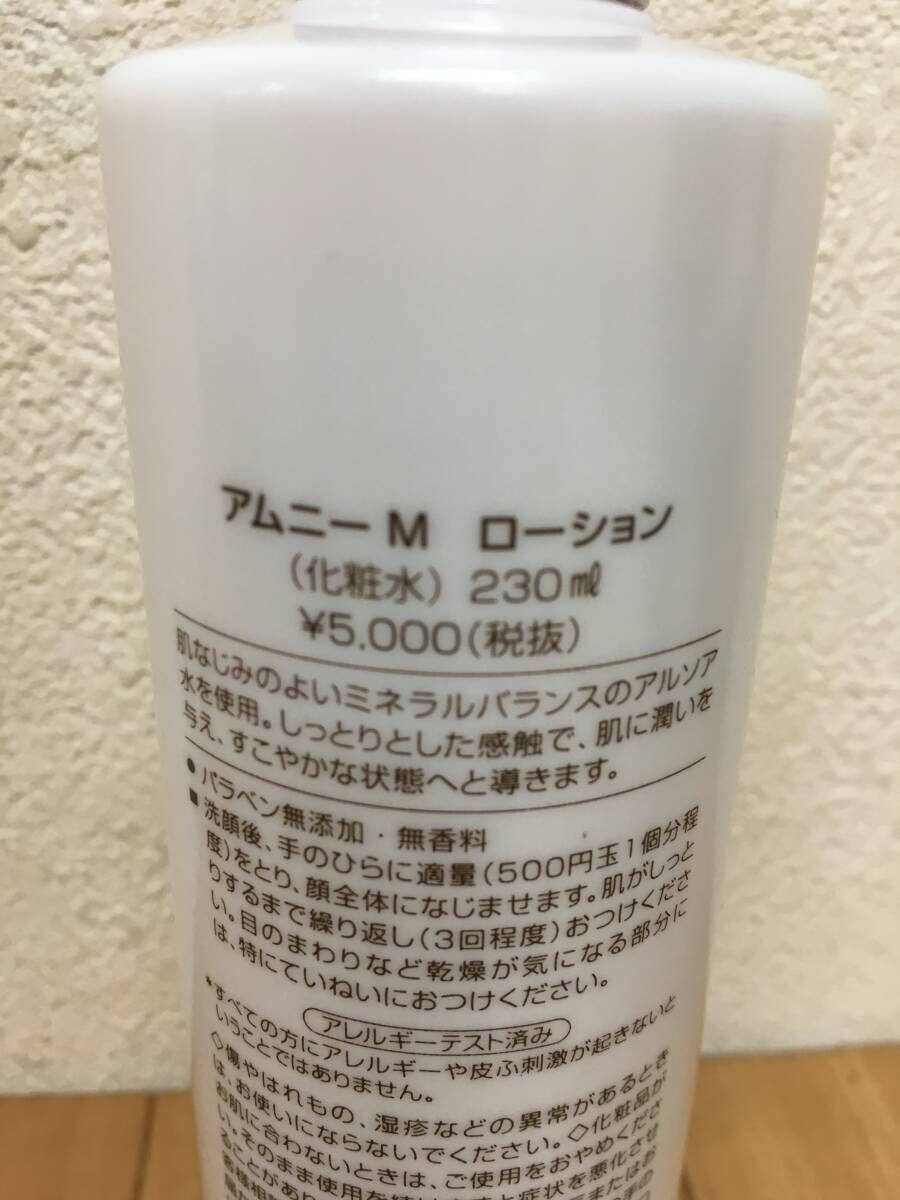 アムニーM　ローション
（化粧水）230㎖
¥5,000（税抜）
肌なじみのよいミネラルバランスのアルソア
水を使用。しっとりとした感触で、肌に潤いを
与え、すこやかな状態へと導きます。
●パラベン無添加・無香料
■洗顔後、手のひらに適量（500円玉1個分程
度）をとり、顔全体になじませます。肌がしっと
りするまで繰り返し（3回程度）おつけくださ
い。目のまわりなど乾燥が気になる部分に
は、特にていねいにおつけください。
アレルギーテスト済み
*すべての方にアレルギーや皮ふ刺激が起きないと
いうことではありません。
◇傷やはれもの、湿疹などの異常があるとき
は、お使いにならないでください。◇化粧品が
お肌に合わないときは、ご使用をおやめくださ
い。そのまま使用を続けますと症状を悪化させ
ることがあり